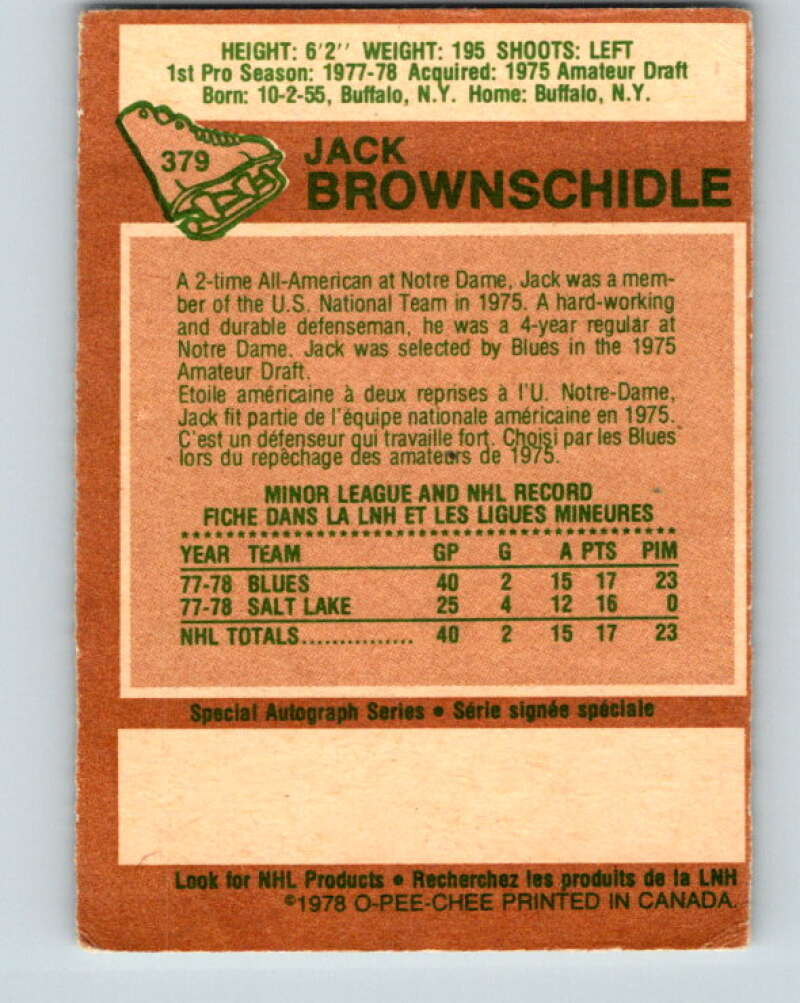 HEIGHT: 6'2'' WEIGHT: 195 SHOOTS: LEFT
1st Pro Season: 1977-78 Acquired: 1975 Amateur Draft
Born: 10-2-55, Buffalo, N.Y. Home: Buffalo, N.Y.
379
JACK
BROWNSCHIDLE
A 2-time All-American at Notre Dame, Jack was a mem-
ber of the U.S. National Team in 1975. A hard-working
and durable defenseman, he was a 4-year regular at
Notre Dame. Jack was selected by Blues in the 1975
Amateur Draft.
Etoile américaine à deux reprises à l'U. Notre-Dame,
Jack fit partie de l'équipe nationale américaine en 1975.
C'est un défenseur qui travaille fort. Choisi par les Blues
lors du repêchage des amateurs de 1975.
MINOR LEAGUE AND NHL RECORD
FICHE DANS LA LNH ET LES LIGUES MINEURES
YEAR TEAM GP G A PTS PIM
77-78 BLUES 40 2 15 17 23
77-78 SALT LAKE 25 4 12 16 0
NHL TOTALS............... 40 2 15 17 23
Special Autograph Series • Série signée spéciale
Look for NHL Products • Recherchez les produits de la LNH
©1978 O-PEE-CHEE PRINTED IN CANADA.